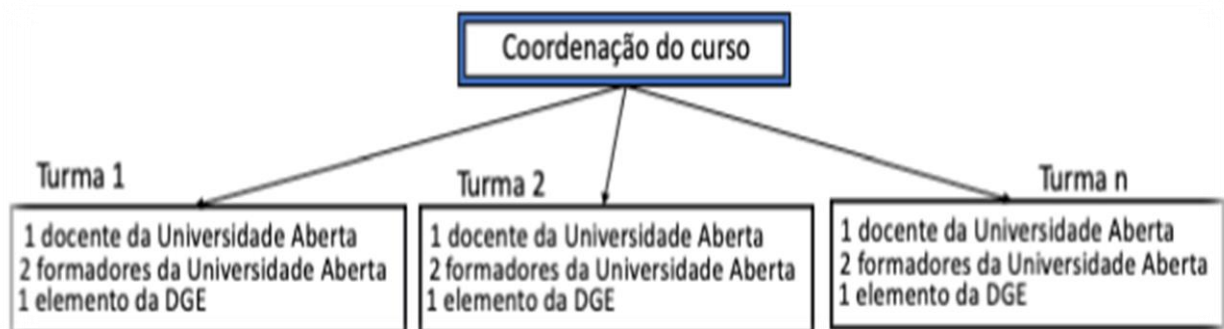 Coordenação do curso
Turma 1
1 docente da Universidade Aberta
2 formadores da Universidade Aberta
1 elemento da DGE
Turma 2
1 docente da Universidade Aberta
2 formadores da Universidade Aberta
1 elemento da DGE
Turma n
1 docente da Universidade Aberta
2 formadores da Universidade Aberta
1 elemento da DGE